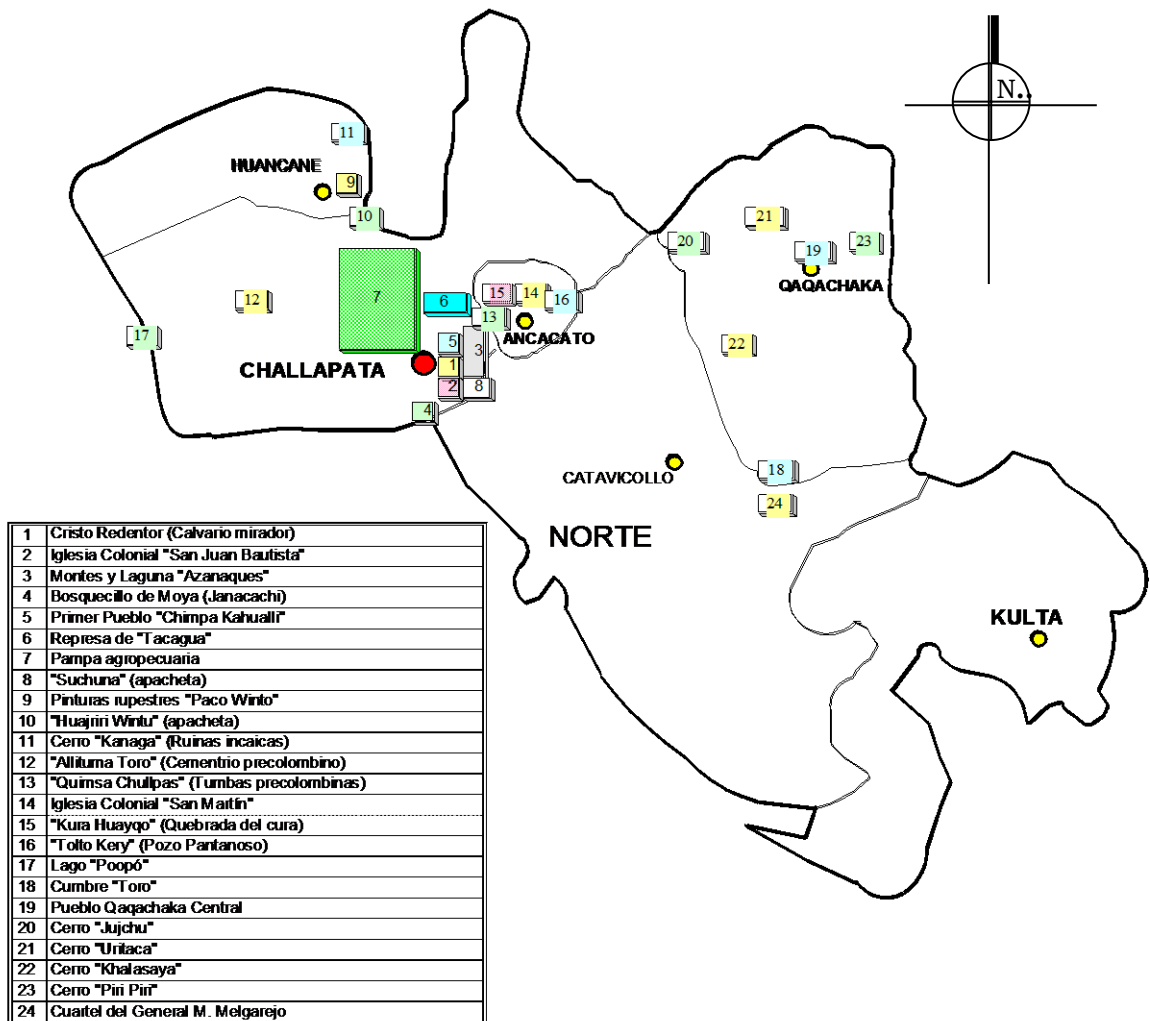 N..
11
HUANCANE
9
10
21
20
23
19
QAQACHAKA
7
12
6
15
14
16
13
17
5
3
ANCACATO
22
CHALLAPATA
1
2
8
4
CATAVICOLLO
18
24
NORTE
KULTA
1 Cristo Redentor (Calvario mirador)
2 Iglesia Colonial "San Juan Bautista"
3 Montes y Laguna "Azanaques"
4 Bosquecillo de Moya (Janacachi)
5 Primer Pueblo "Chimpa Kahualli"
6 Represa de "Tacagua"
7 Pampa agropecuaria
8 "Suchuna" (apacheta)
9 Pinturas rupestres "Paco Winto"
10 "Huajriri Wintu" (apacheta)
11 Cerro "Kanaga" (Ruinas incaicas)
12 "Allituma Toro" (Cementrio precolombino)
13 "Quimsa Chullpas" (Tumbas precolombinas)
14 Iglesia Colonial "San Martín"
15 "Kura Huayqo" (Quebrada del cura)
16 "Tolto Kery" (Pozo Pantanoso)
17 Lago "Poopó"
18 Cumbre "Toro"
19 Pueblo Qaqachaka Central
20 Cerro "Jujchu"
21 Cerro "Uritaca"
22 Cerro "Khalasaya"
23 Cerro "Piri Piri"
24 Cuartel del General M. Melgarejo